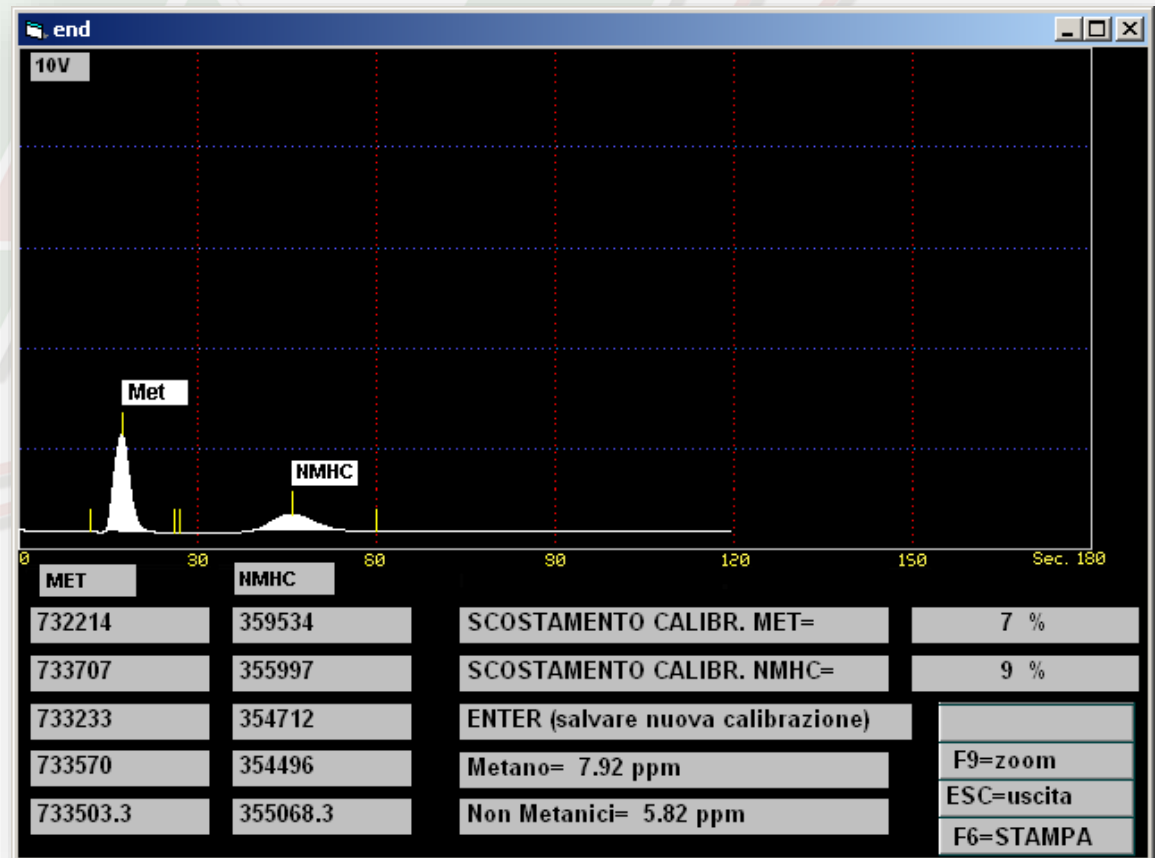 end
10V
Met
NMHC
0 30 60 90 120 150 Sec. 180
MET NMHC
732214 359534 SCOSTAMENTO CALIBR. MET= 7 %
733707 355997 SCOSTAMENTO CALIBR. NMHC= 9 %
733233 354712 ENTER (salvare nuova calibrazione)
733570 354496 Metano= 7.92 ppm F9=zoom
ESC=uscita
733503.3 355068.3 Non Metanici= 5.82 ppm F6=STAMPA